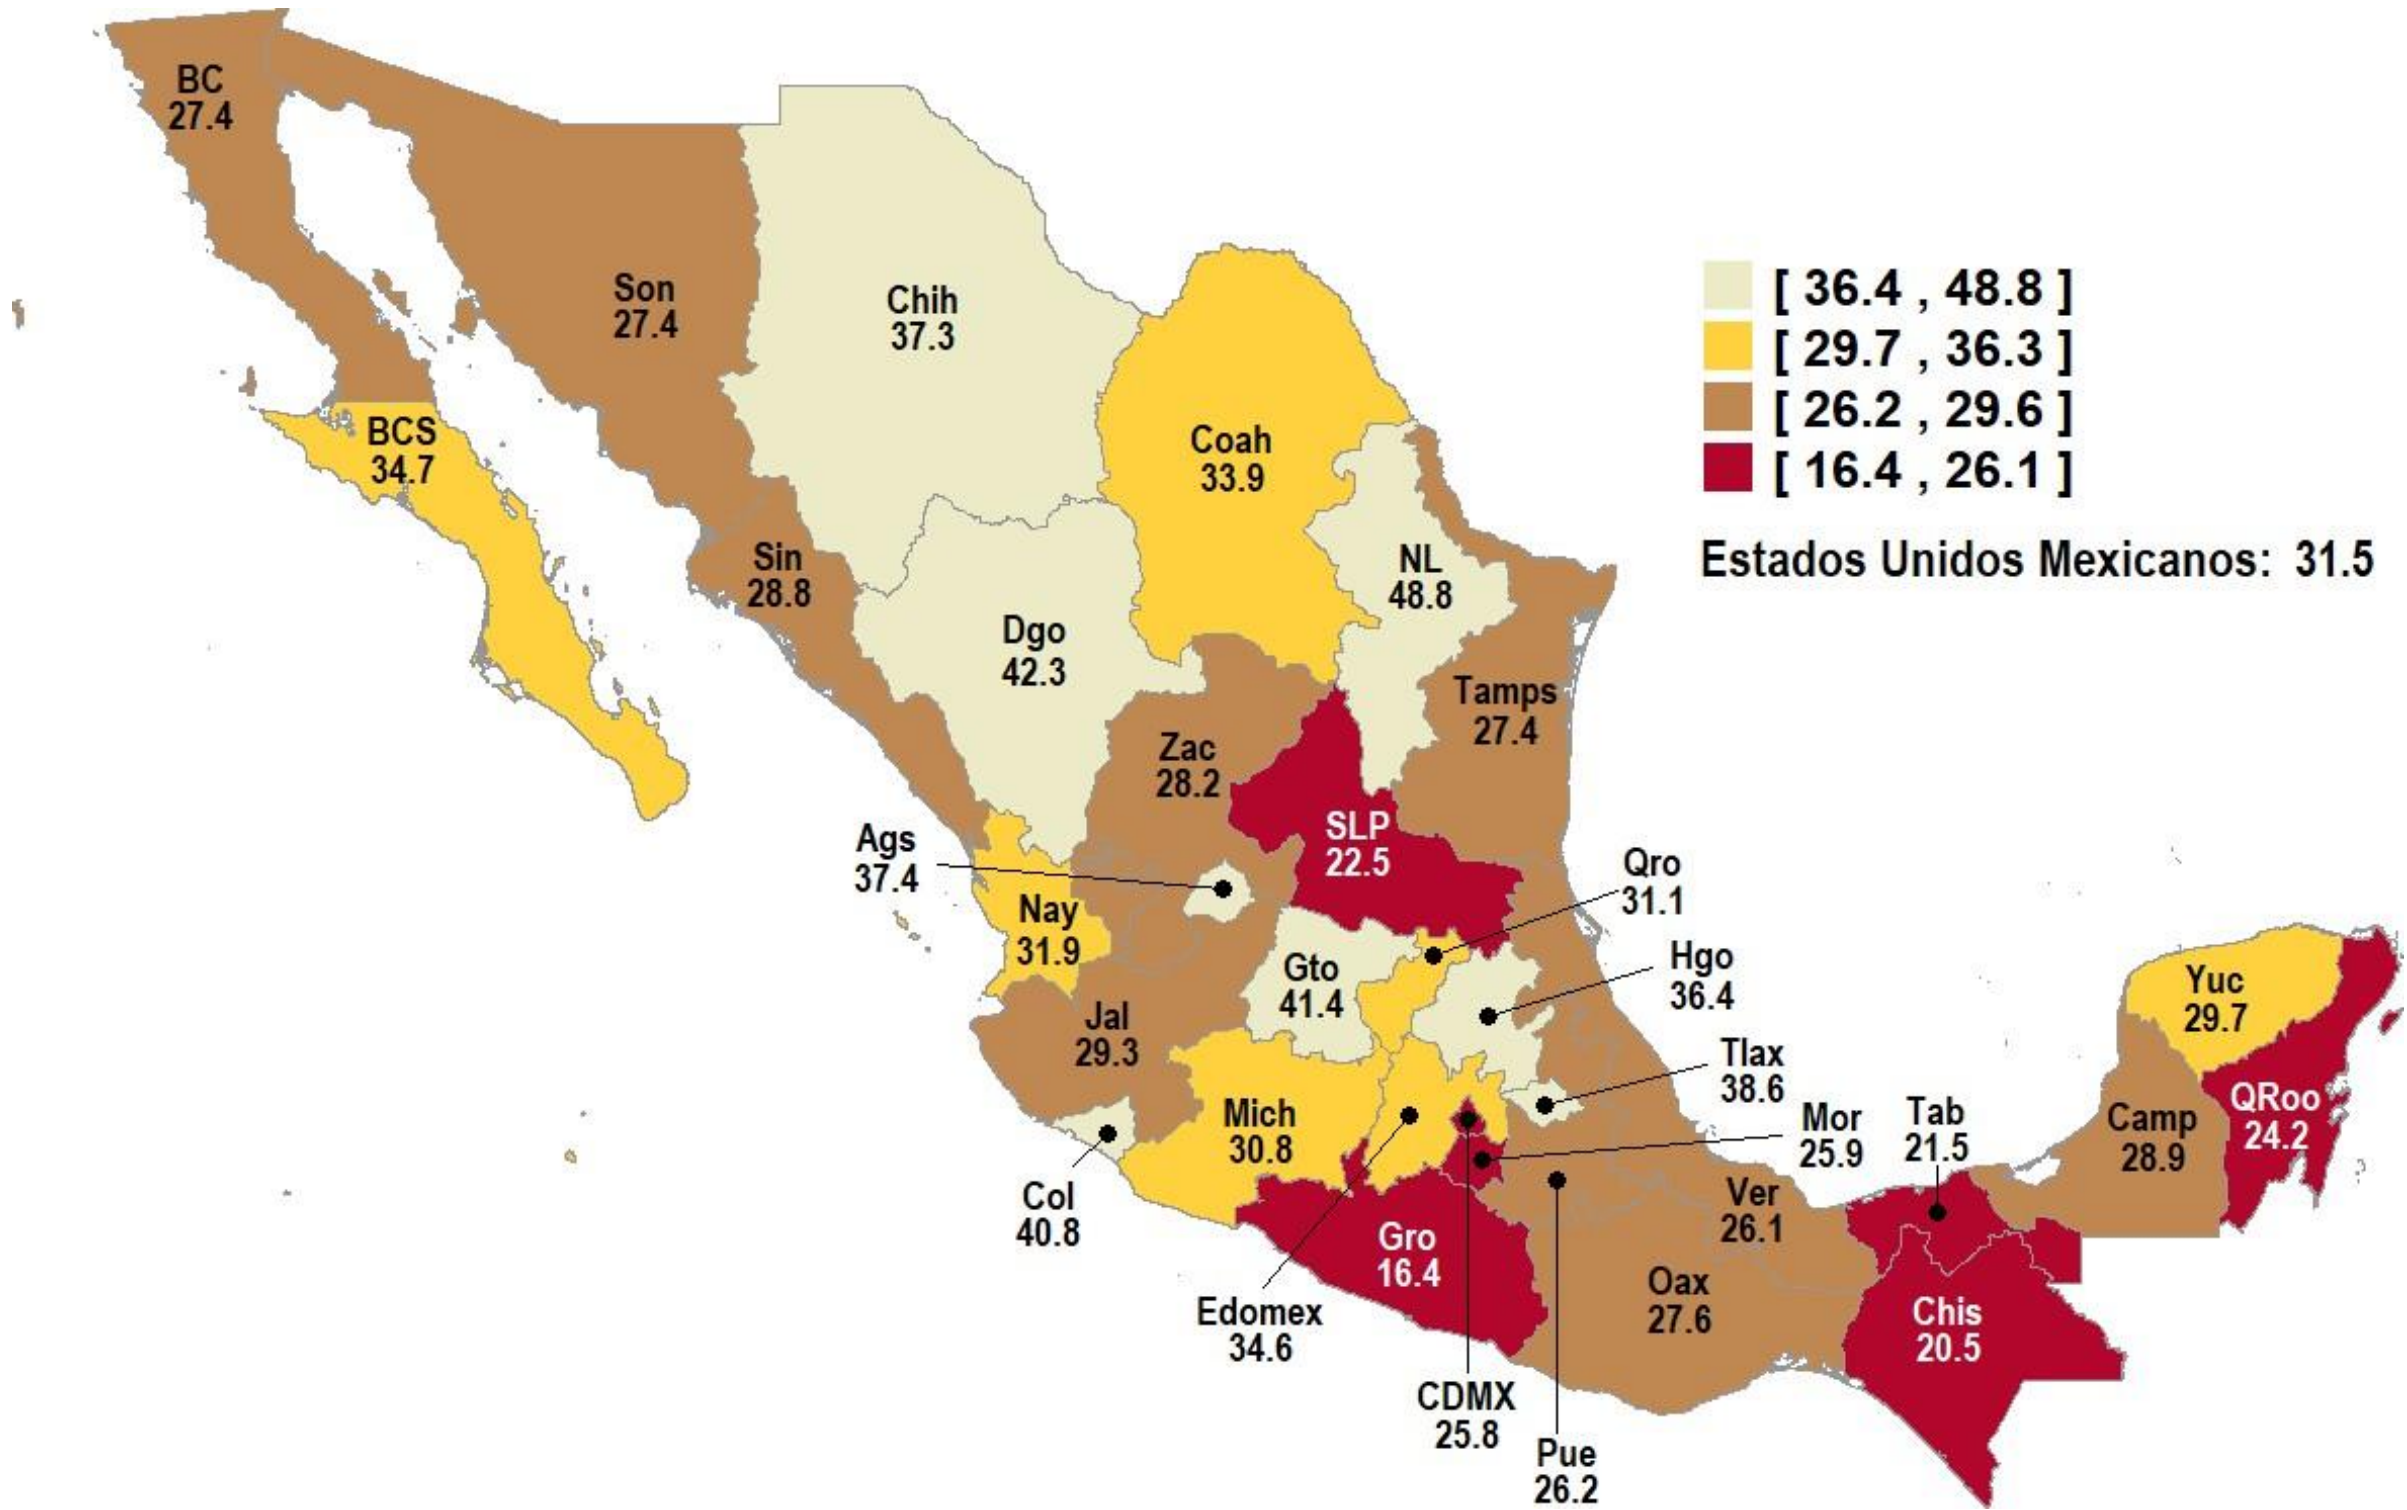 BC
27.4
Son
27.4
Chih
37.3
BCS
34.7
Coah
33.9
[ 36.4 , 48.8 ]
[ 29.7 , 36.3 ]
[ 26.2 , 29.6 ]
[ 16.4 , 26.1 ]
Estados Unidos Mexicanos: 31.5
Sin
28.8
NL
48.8
Dgo
42.3
Tamps
27.4
Zac
28.2
Ags
37.4
SLP
22.5
Qro
31.1
Nay
31.9
Gto
41.4
Hgo
36.4
Yuc
29.7
Jal
29.3
Tlax
38.6
Mich
30.8
Mor
25.9
Tab
21.5
Camp
28.9
QRoo
24.2
Col
40.8
Ver
26.1
Gro
16.4
Oax
27.6
Edomex
34.6
Chis
20.5
CDMX
25.8
Pue
26.2